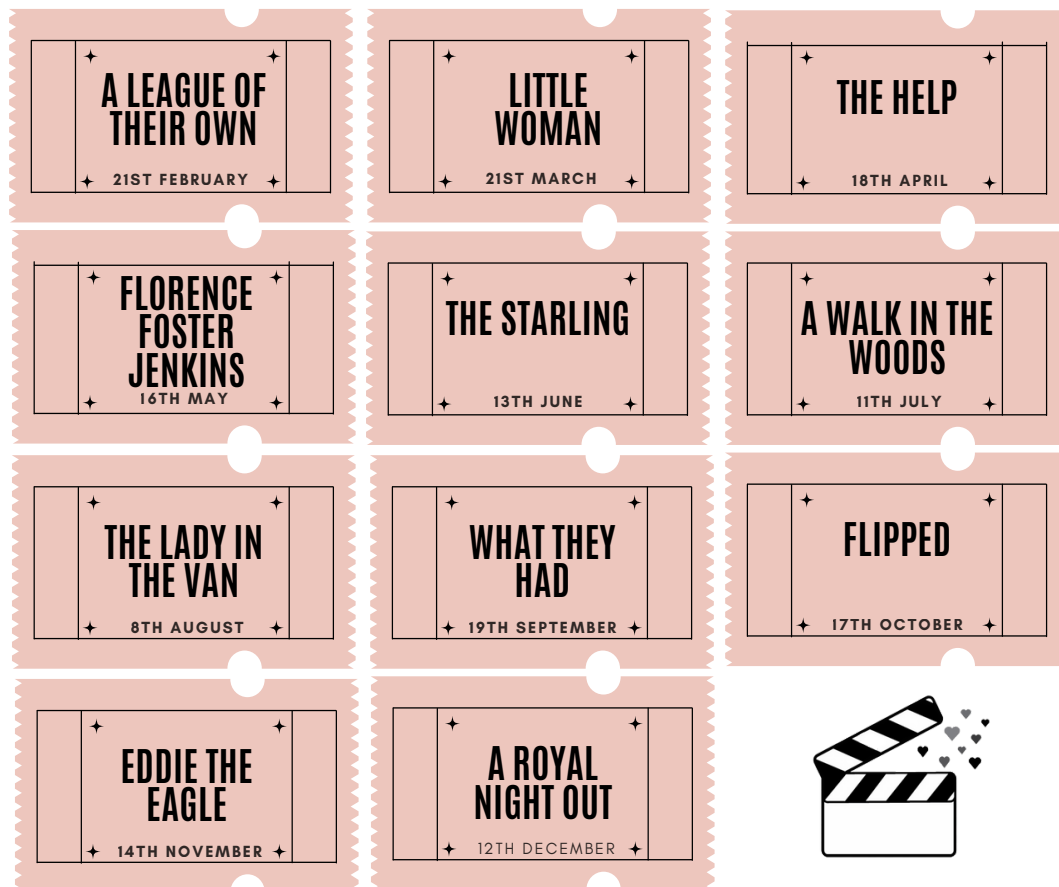 A LEAGUE OF
THEIR OWN
21ST FEBRUARY
LITTLE
WOMAN
21ST MARCH
THE HELP
18TH APRIL
FLORENCE
FOSTER
JENKINS
16TH MAY
THE STARLING
13TH JUNE
A WALK IN THE
WOODS
11TH JULY
THE LADY IN
THE VAN
8TH AUGUST
WHAT THEY
HAD
19TH SEPTEMBER
FLIPPED
17TH OCTOBER
EDDIE THE
EAGLE
14TH NOVEMBER
A ROYAL
NIGHT OUT
12TH DECEMBER